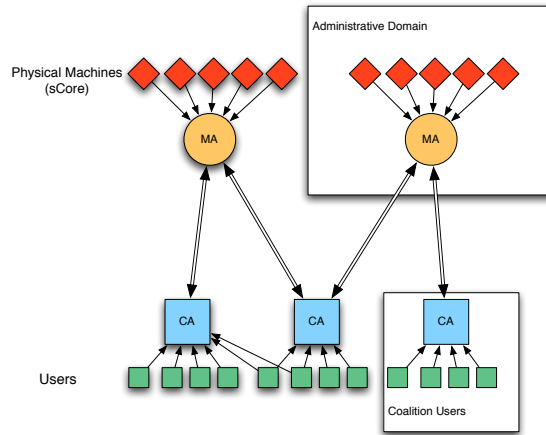 Administrative Domain
Physical Machines
(sCore)
MA
MA
CA
CA
CA
Users
Coalition Users